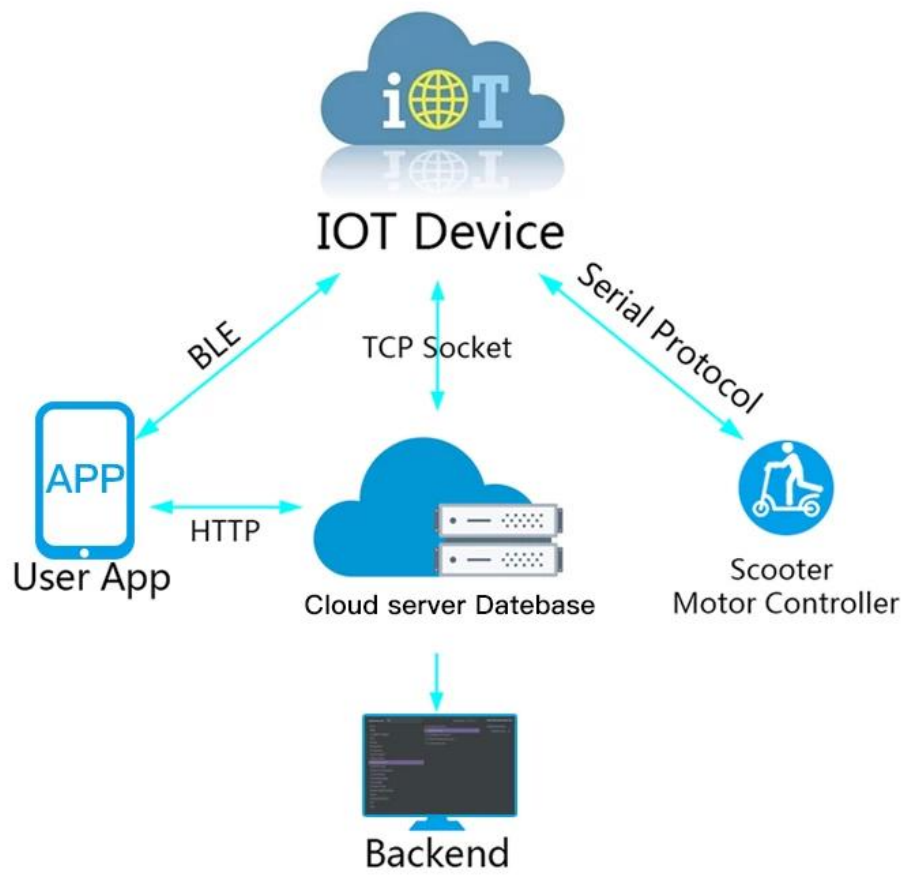 iOT
IOT Device
BLE
TCP Socket
Serial Protocol
APP
HTTP
User App
Cloud server Datebase
Scooter
Motor Controller
Backend